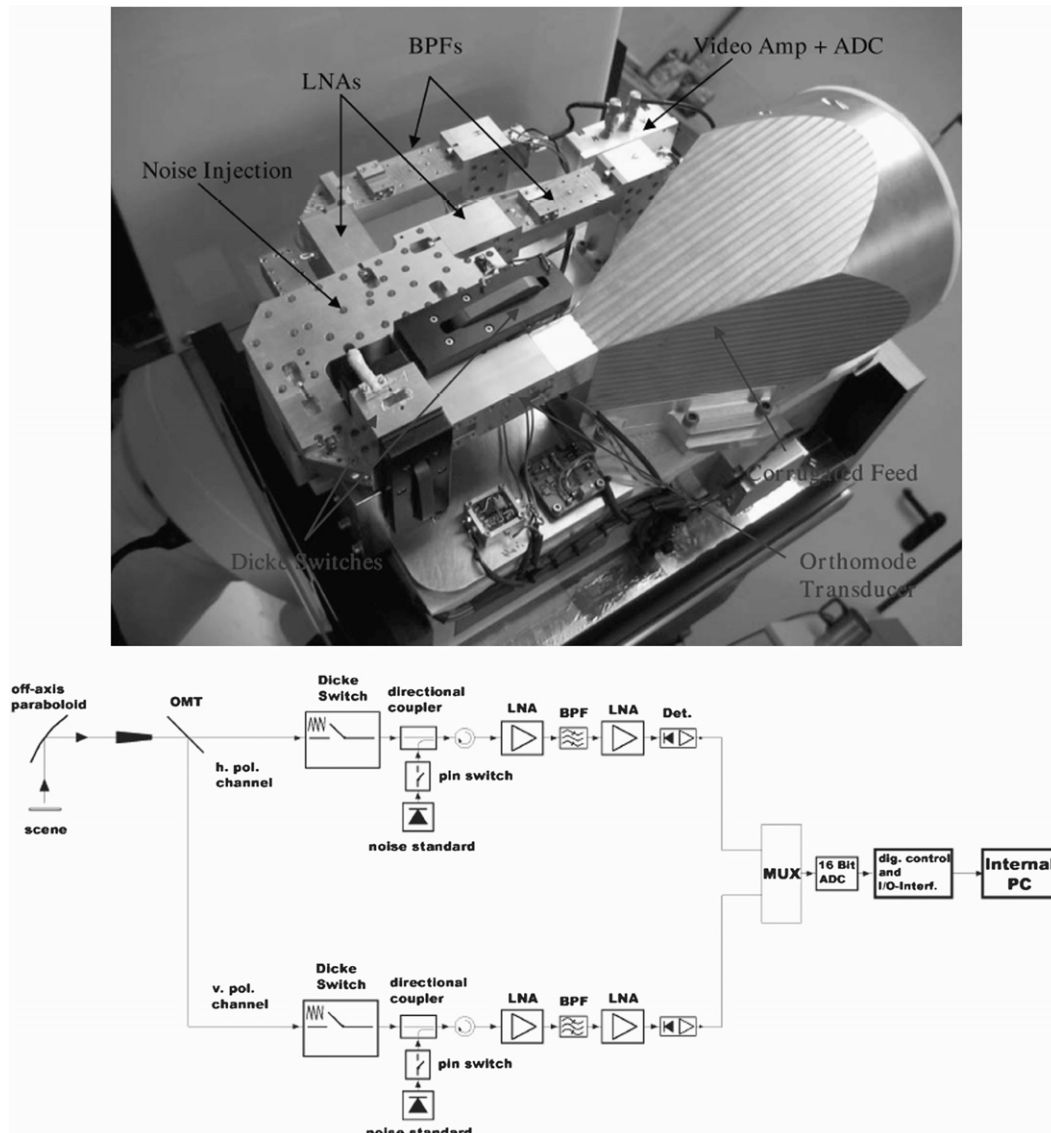 BPFs
Video Amp + ADC
LNAs
Noise Injection
Corrugated Feed
Dicke Switches
Orthomode
Transducer
off-axis
paraboloid
OMT
Dicke
Switch
directional
coupler
LNA
BPF
LNA
Det.
h. pol.
channel
pin switch
scene
noise standard
MUX
16 Bit
ADC
dig. control
and
I/O-Interf.
Internal
PC
v. pol.
channel
Dicke
Switch
directional
coupler
LNA
BPF
LNA
pin switch
noise standard